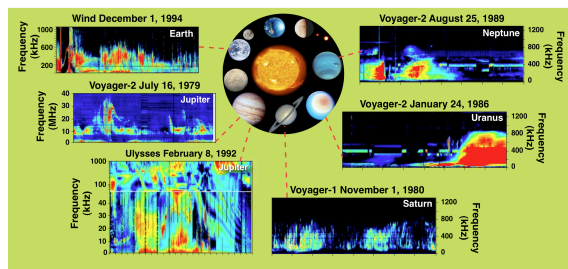 Wind December 1, 1994
Earth
Frequency
(kHz)
1000
800
600
400
200
Voyager-2 July 16, 1979
Jupiter
Frequency
(MHz)
40
30
20
10
0
Ulysses February 8, 1992
Jupiter
Frequency
(kHz)
1000
100
40
30
20
10
0
Voyager-2 August 25, 1989
Neptune
1200
800
400
0
Frequency
(kHz)
Voyager-2 January 24, 1986
Uranus
1200
800
400
0
Frequency
(kHz)
Voyager-1 November 1, 1980
Saturn
1200
800
400
0
Frequency
(kHz)